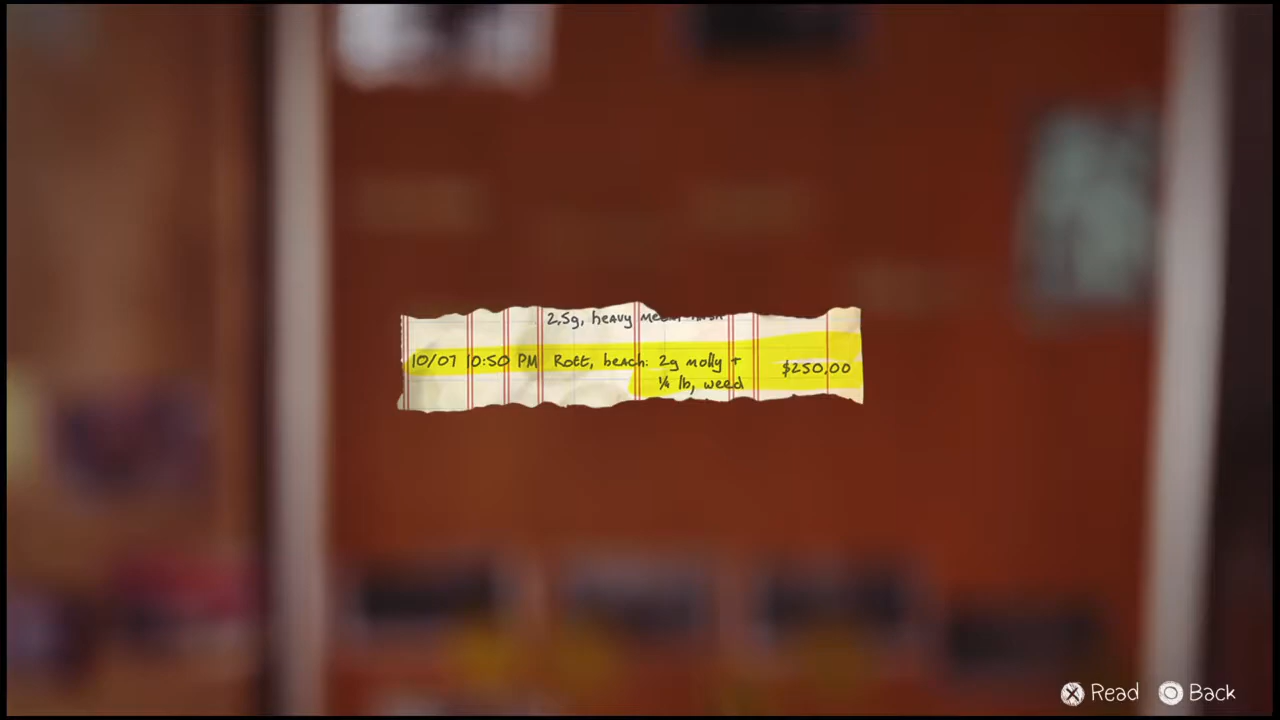 2.5g, heavy
10/07 10:50 PM Rott, beach: 2g molly + $250.00
1/4 lb, weed
Read Back